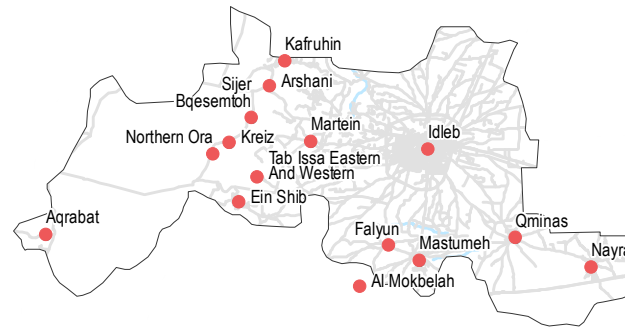 Kafruhin
Sijer
Arshani
Bqesemtoh
Martein
Idleb
Northern Ora
Kreiz
Tab Issa Eastern
And Western
Ein Shib
Aqrabat
Falyun
Qminas
Mastumeh
Nayra
Al-Mokbelah